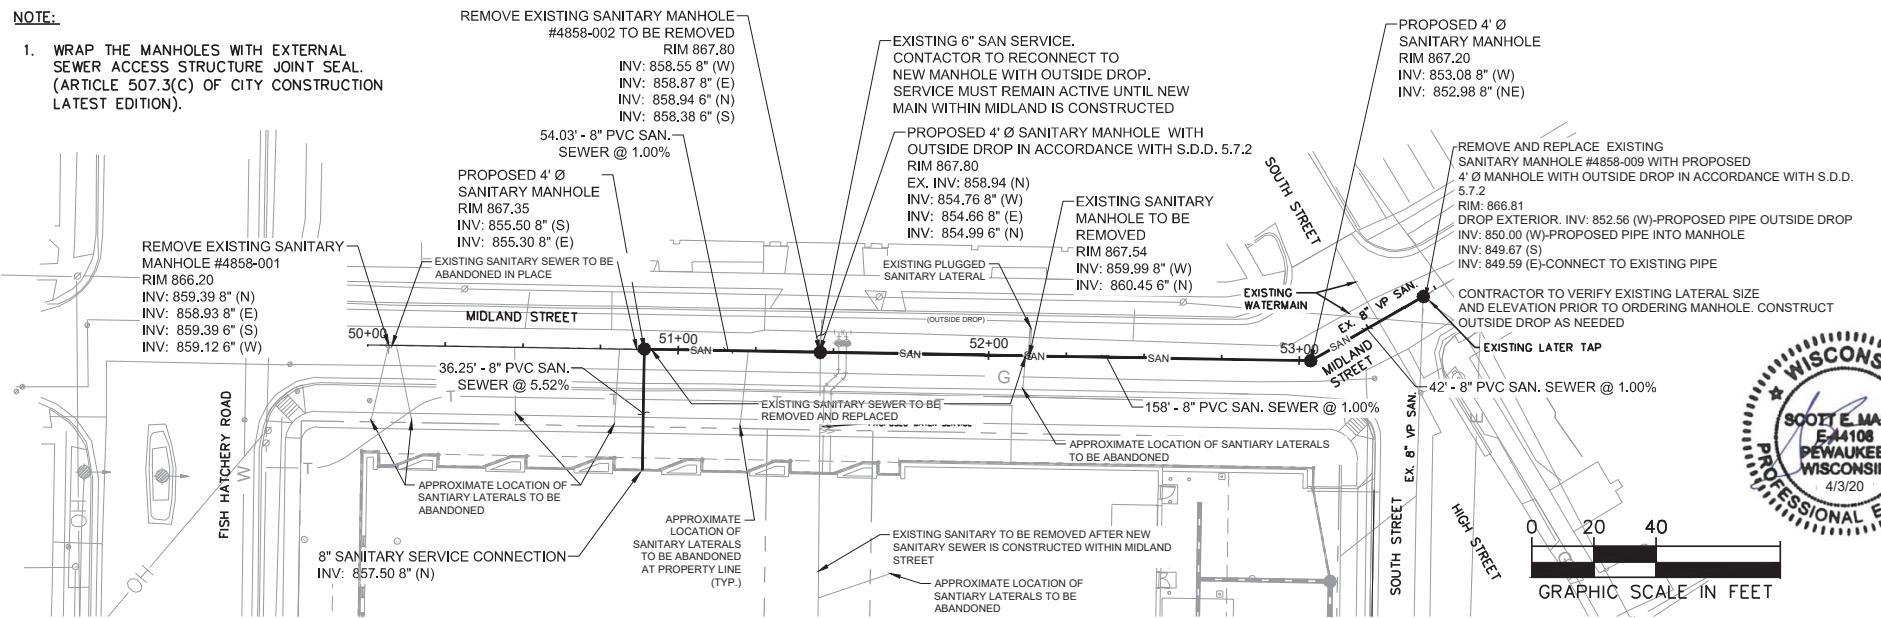 NOTE:
1. WRAP THE MANHOLES WITH EXTERNAL
SEWER ACCESS STRUCTURE JOINT SEAL.
(ARTICLE 507.3(C) OF CITY CONSTRUCTION
LATEST EDITION).
REMOVE EXISTING SANITARY MANHOLE
#4858-002 TO BE REMOVED
RIM 867.80
INV: 858.55 8" (W)
INV: 858.87 8" (E)
INV: 858.94 6" (N)
INV: 858.38 6" (S)
54.03' - 8" PVC SAN.
SEWER @ 1.00%
EXISTING 6" SAN SERVICE.
CONTACTOR TO RECONNECT TO
NEW MANHOLE WITH OUTSIDE DROP.
SERVICE MUST REMAIN ACTIVE UNTIL NEW
MAIN WITHIN MIDLAND IS CONSTRUCTED
PROPOSED 4' Ø SANITARY MANHOLE WITH
OUTSIDE DROP IN ACCORDANCE WITH S.D.D. 5.7.2
RIM 867.80
EX. INV: 858.94 (N)
INV: 854.76 8" (W)
INV: 854.66 8" (E)
INV: 854.99 6" (N)
PROPOSED 4' Ø
SANITARY MANHOLE
RIM 867.20
INV: 853.08 8" (W)
INV: 852.98 8" (NE)
REMOVE AND REPLACE EXISTING
SANITARY MANHOLE #4858-009 WITH PROPOSED
4' Ø MANHOLE WITH OUTSIDE DROP IN ACCORDANCE WITH S.D.D.
5.7.2
RIM: 866.81
DROP EXTERIOR. INV: 852.56 (W)-PROPOSED PIPE OUTSIDE DROP
INV: 850.00 (W)-PROPOSED PIPE INTO MANHOLE
INV: 849.67 (S)
INV: 849.59 (E)-CONNECT TO EXISTING PIPE
CONTRACTOR TO VERIFY EXISTING LATERAL SIZE
AND ELEVATION PRIOR TO ORDERING MANHOLE. CONSTRUCT
OUTSIDE DROP AS NEEDED
EXISTING LATER TAP
PROPOSED 4' Ø
SANITARY MANHOLE
RIM 867.35
INV: 855.50 8" (S)
INV: 855.30 8" (E)
REMOVE EXISTING SANITARY
MANHOLE #4858-001
RIM 866.20
INV: 859.39 8" (N)
INV: 858.93 8" (E)
INV: 859.39 6" (S)
INV: 859.12 6" (W)
EXISTING SANITARY SEWER TO BE
ABANDONED IN PLACE
EXISTING PLUGGED
SANITARY LATERAL
EXISTING SANITARY
MANHOLE TO BE
REMOVED
RIM 867.54
INV: 859.99 8" (W)
INV: 860.45 6" (N)
SOUTH STREET
EXISTING
WATERMAIN
EX. 8" VP SAN.
MIDLAND STREET
(OUTSIDE DROP)
50+00
51+00
52+00
53+00
SAN
SAN
SAN
SAN
SAN
MIDLAND
STREET
36.25' - 8" PVC SAN.
SEWER @ 5.52%
EXISTING SANITARY SEWER TO BE
REMOVED AND REPLACED
158' - 8" PVC SAN. SEWER @ 1.00%
42' - 8" PVC SAN. SEWER @ 1.00%
G
T
T
T
T
W
E
G
OH
OH
FISH HATCHERY ROAD
APPROXIMATE LOCATION OF
SANTIARY LATERALS TO BE
ABANDONED
APPROXIMATE LOCATION OF SANTIARY LATERALS
TO BE ABANDONED
APPROXIMATE
LOCATION OF
SANITARY LATERALS
TO BE ABANDONED
AT PROPERTY LINE
(TYP.)
8" SANITARY SERVICE CONNECTION
INV: 857.50 8" (N)
EXISTING SANITARY TO BE REMOVED AFTER NEW
SANITARY SEWER IS CONSTRUCTED WITHIN MIDLAND
STREET
APPROXIMATE LOCATION OF
SANTIARY LATERALS TO BE
ABANDONED
SOUTH STREET
EX. 8" VP SAN.
HIGH STREET
WISCONS
SCOTT E. MA
E-44108
PEWAUKEE
WISCONSIN
4/3/20
PROFESSIONAL E
0 20 40
GRAPHIC SCALE IN FEET